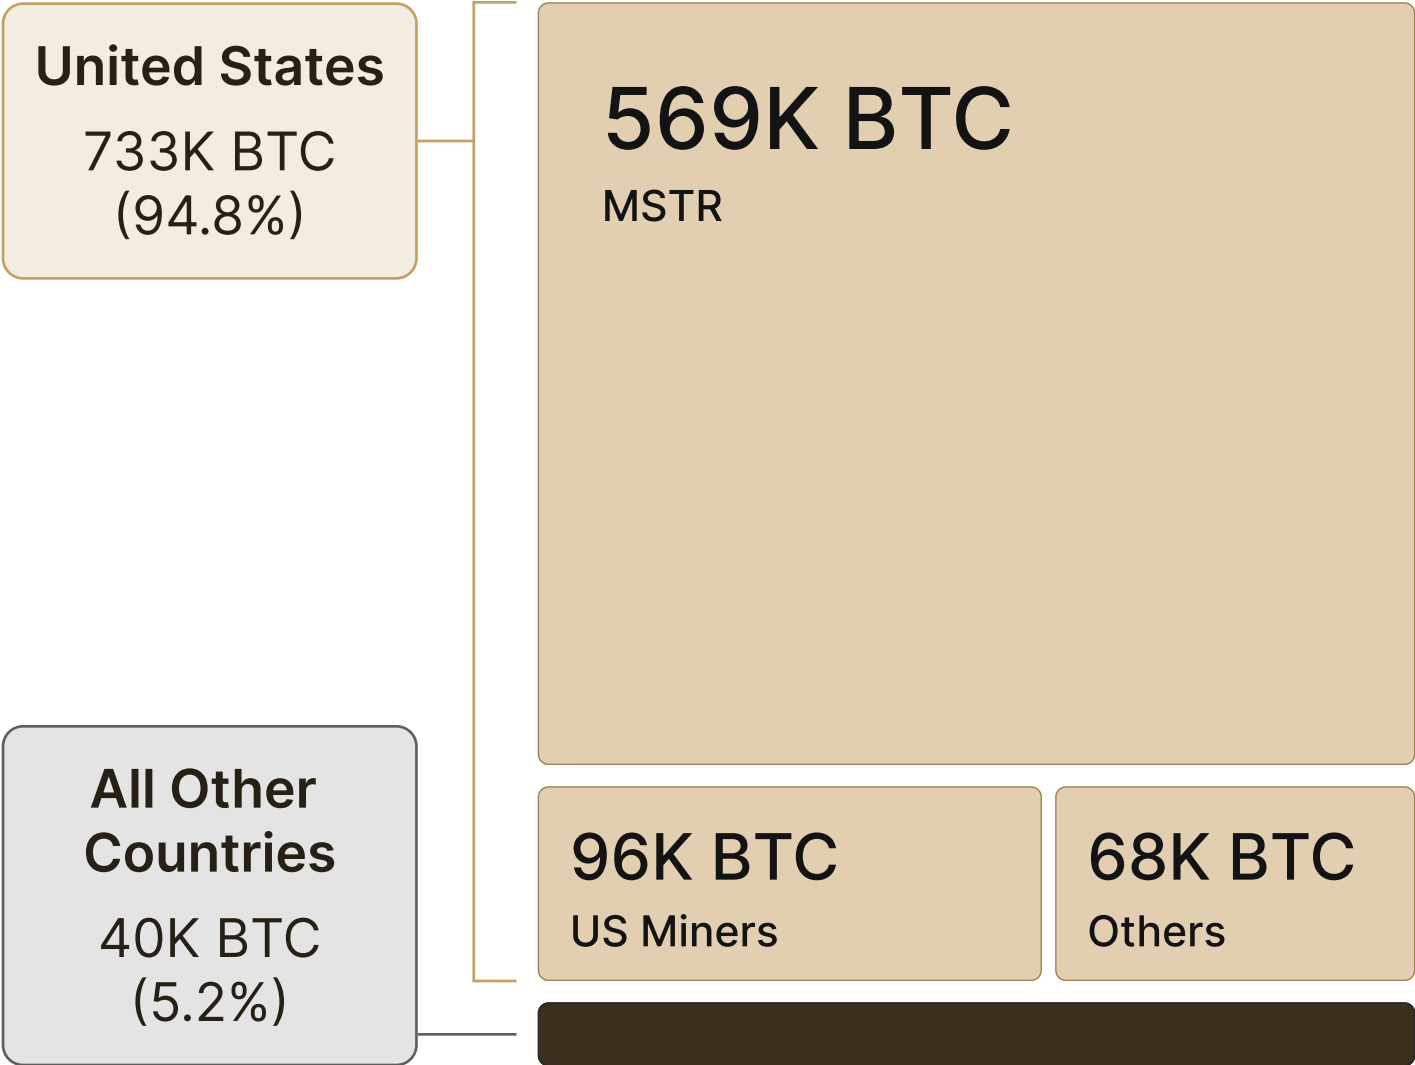 United States
733K BTC
(94.8%)
569K BTC
MSTR
96K BTC
US Miners
68K BTC
Others
All Other
Countries
40K BTC
(5.2%)